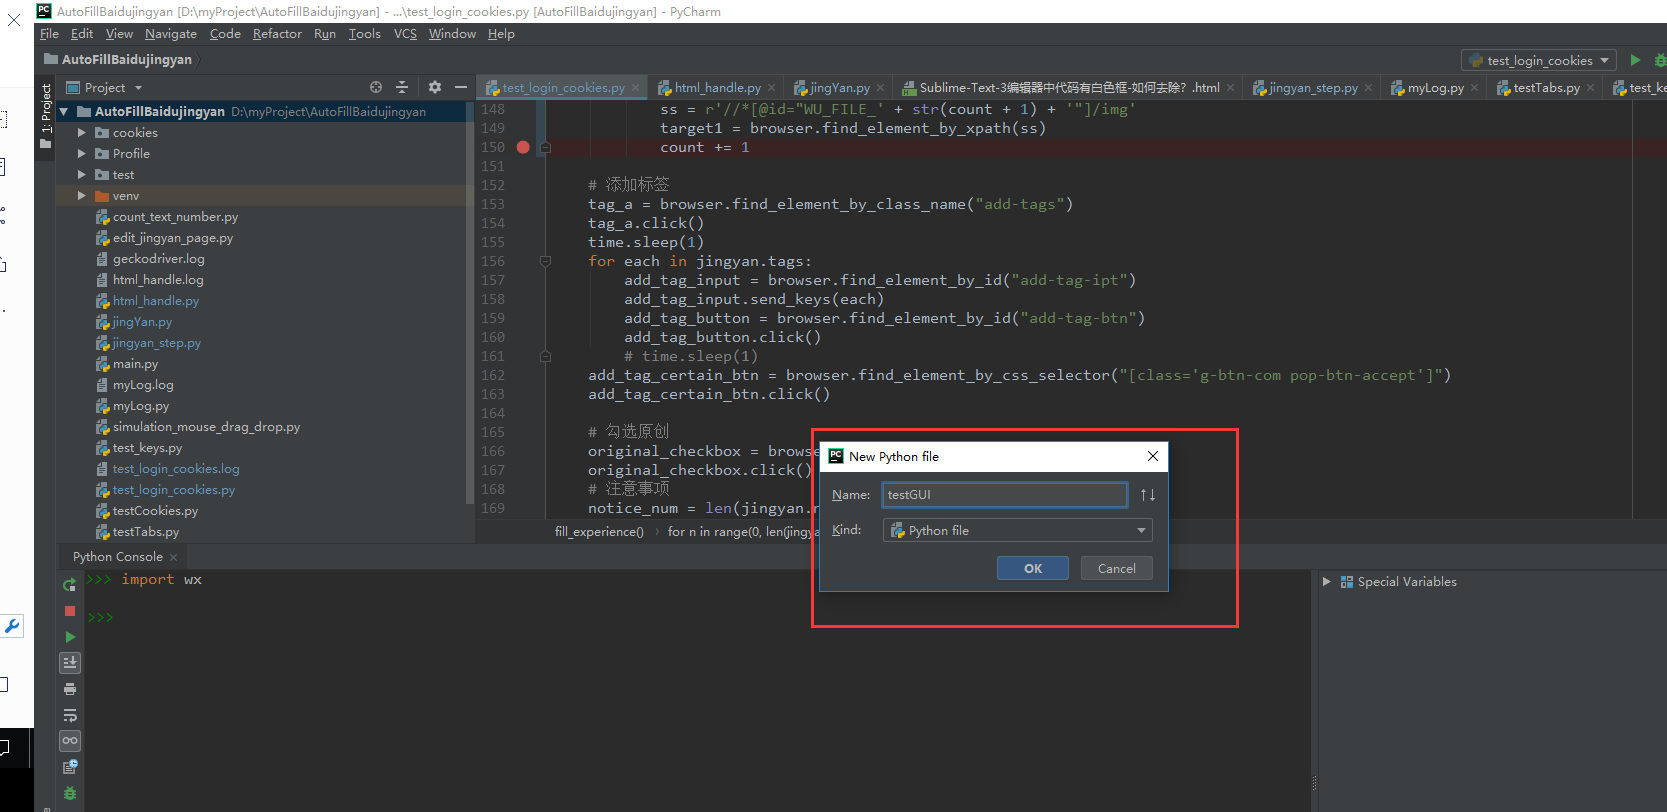 AutoFillBaidujingyan [D:\myProject\AutoFillBaidujingyan] - ...\test_login_cookies.py [AutoFillBaidujingyan] - PyCharm
File Edit View Navigate Code Refactor Run Tools VCS Window Help
AutoFillBaidujingyan
test_login_cookies
1: Project
Project
test_login_cookies.py html_handle.py jingYan.py Sublime-Text-3编辑器中代码有白色框-如何去除? .html jingyan_step.py myLog.py testTabs.py test_ke
AutoFillBaidujingyan D:\myProject\AutoFillBaidujingyan
cookies
Profile
test
venv
count_text_number.py
edit_jingyan_page.py
geckodriver.log
html_handle.log
html_handle.py
jingYan.py
jingyan_step.py
main.py
myLog.log
myLog.py
simulation_mouse_drag_drop.py
test_keys.py
test_login_cookies.log
test_login_cookies.py
testCookies.py
testTabs.py
148 ss = r'//*[@id="WU_FILE_' + str(count + 1) + '"]/img'
149 target1 = browser.find_element_by_xpath(ss)
150 count += 1
151
152 # 添加标签
153 tag_a = browser.find_element_by_class_name("add-tags")
154 tag_a.click()
155 time.sleep(1)
156 for each in jingyan.tags:
157 add_tag_input = browser.find_element_by_id("add-tag-ipt")
158 add_tag_input.send_keys(each)
159 add_tag_button = browser.find_element_by_id("add-tag-btn")
160 add_tag_button.click()
161 # time.sleep(1)
162 add_tag_certain_btn = browser.find_element_by_css_selector("[class='g-btn-com pop-btn-accept']")
163 add_tag_certain_btn.click()
164
165 # 勾选原创
166 original_checkbox = browse
167 original_checkbox.click()
168 # 注意事项
169 notice_num = len(jingyan.n
fill_experience() for n in range(0, len(jingya
New Python file
Name: testGUI
Kind: Python file
OK Cancel
Python Console
>>> import wx
>>>
Special Variables